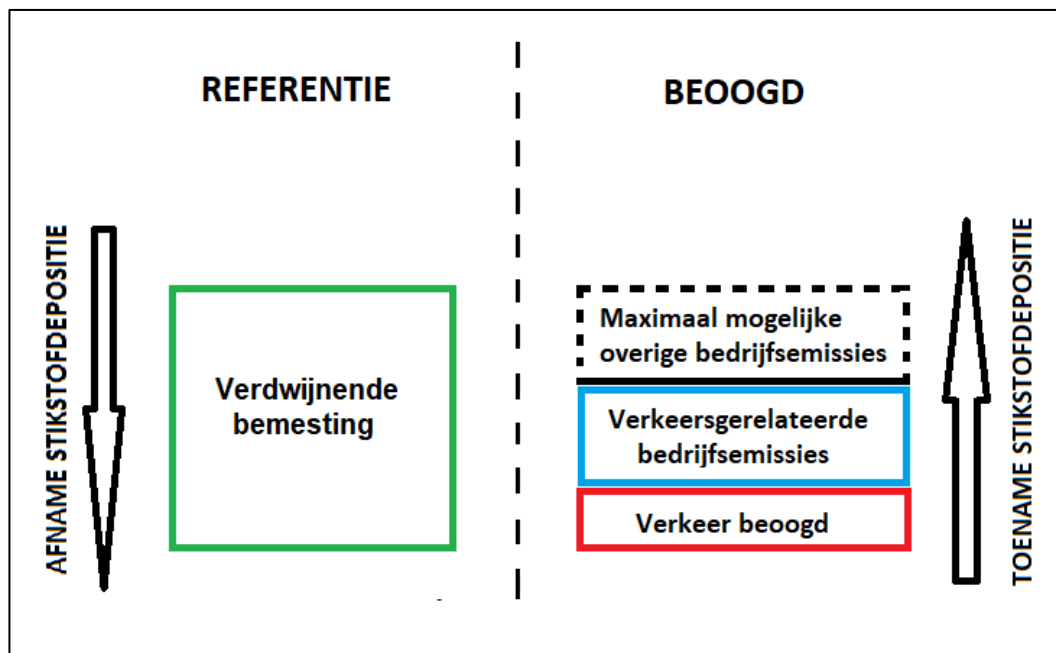 REFERENTIE
BEOOGD
AFNAME STIKSTOFDEPOSITIE
Verdwijnende
bemesting
Maximaal mogelijke
overige bedrijfsemissies
Verkeersgerelateerde
bedrijfsemissies
Verkeer beoogd
TOENAME STIKSTOFDEPOSITIE